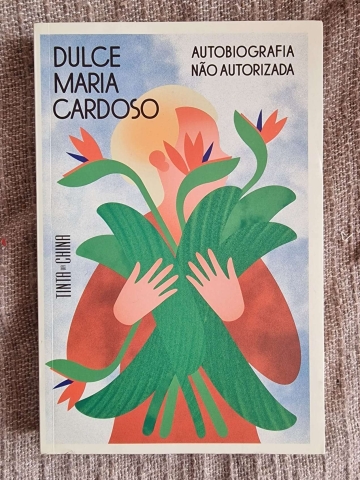 DULCE
MARIA
CARDOSO
AUTOBIOGRAFIA
NÃO AUTORIZADA
TINTA DA CHINA